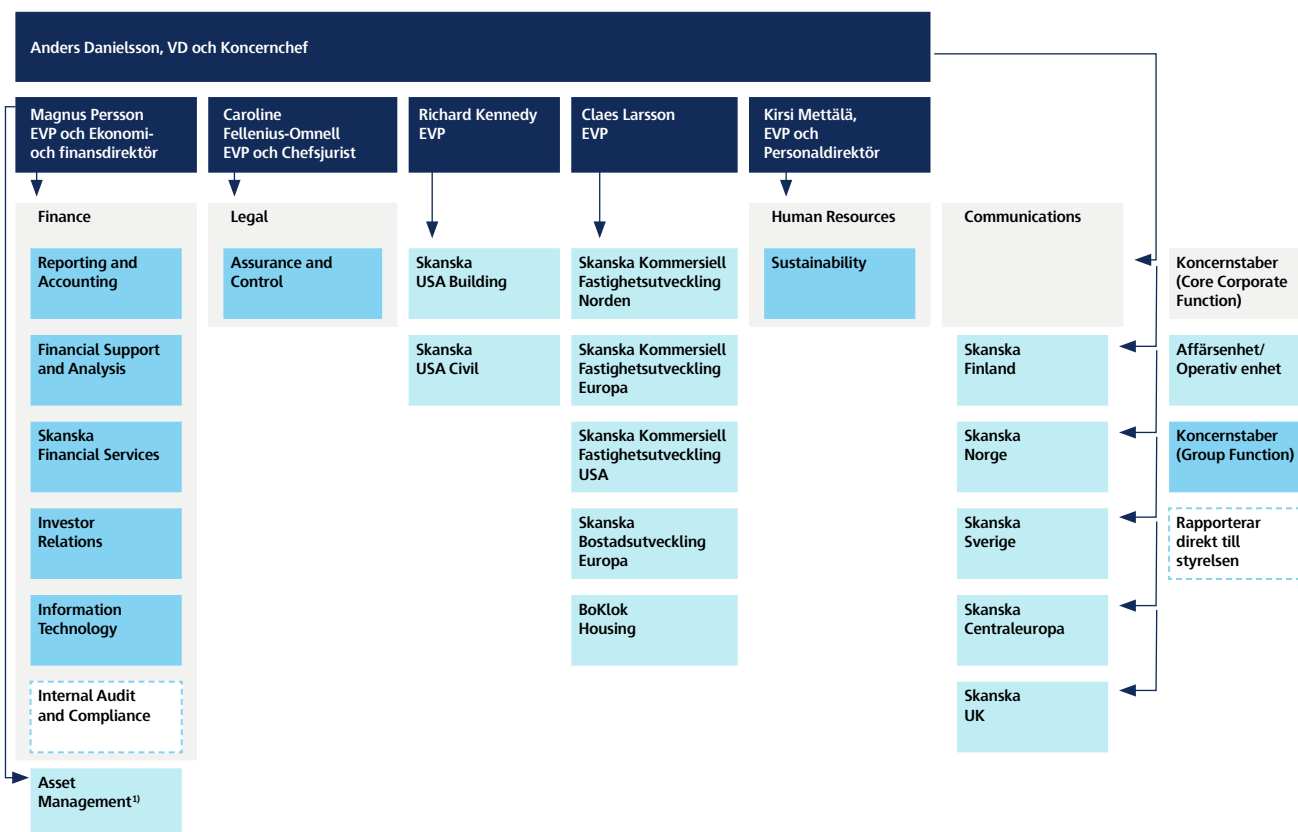 Anders Danielsson, VD och Koncernchef
Magnus Persson
EVP och Ekonomi-
och finansdirektör
Caroline
Fellenius-Omnell
EVP och Chefsjurist
Richard Kennedy
EVP
Claes Larsson
EVP
Kirsi Mettälä,
EVP och
Personaldirektör
Finance
Reporting and
Accounting
Financial Support
and Analysis
Skanska
Financial Services
Investor
Relations
Information
Technology
Internal Audit
and Compliance
Asset
Management1)
Legal
Assurance and
Control
Skanska
USA Building
Skanska
USA Civil
Skanska Kommersiell
Fastighetsutveckling
Norden
Skanska Kommersiell
Fastighetsutveckling
Europa
Skanska Kommersiell
Fastighetsutveckling
USA
Skanska
Bostadsutveckling
Europa
BoKlok
Housing
Human Resources
Sustainability
Communications
Skanska
Finland
Skanska
Norge
Skanska
Sverige
Skanska
Centraleuropa
Skanska
UK
Koncernstaber
(Core Corporate
Function)
Affärsenhet/
Operativ enhet
Koncernstaber
(Group Function)
Rapporterar
direkt till
styrelsen